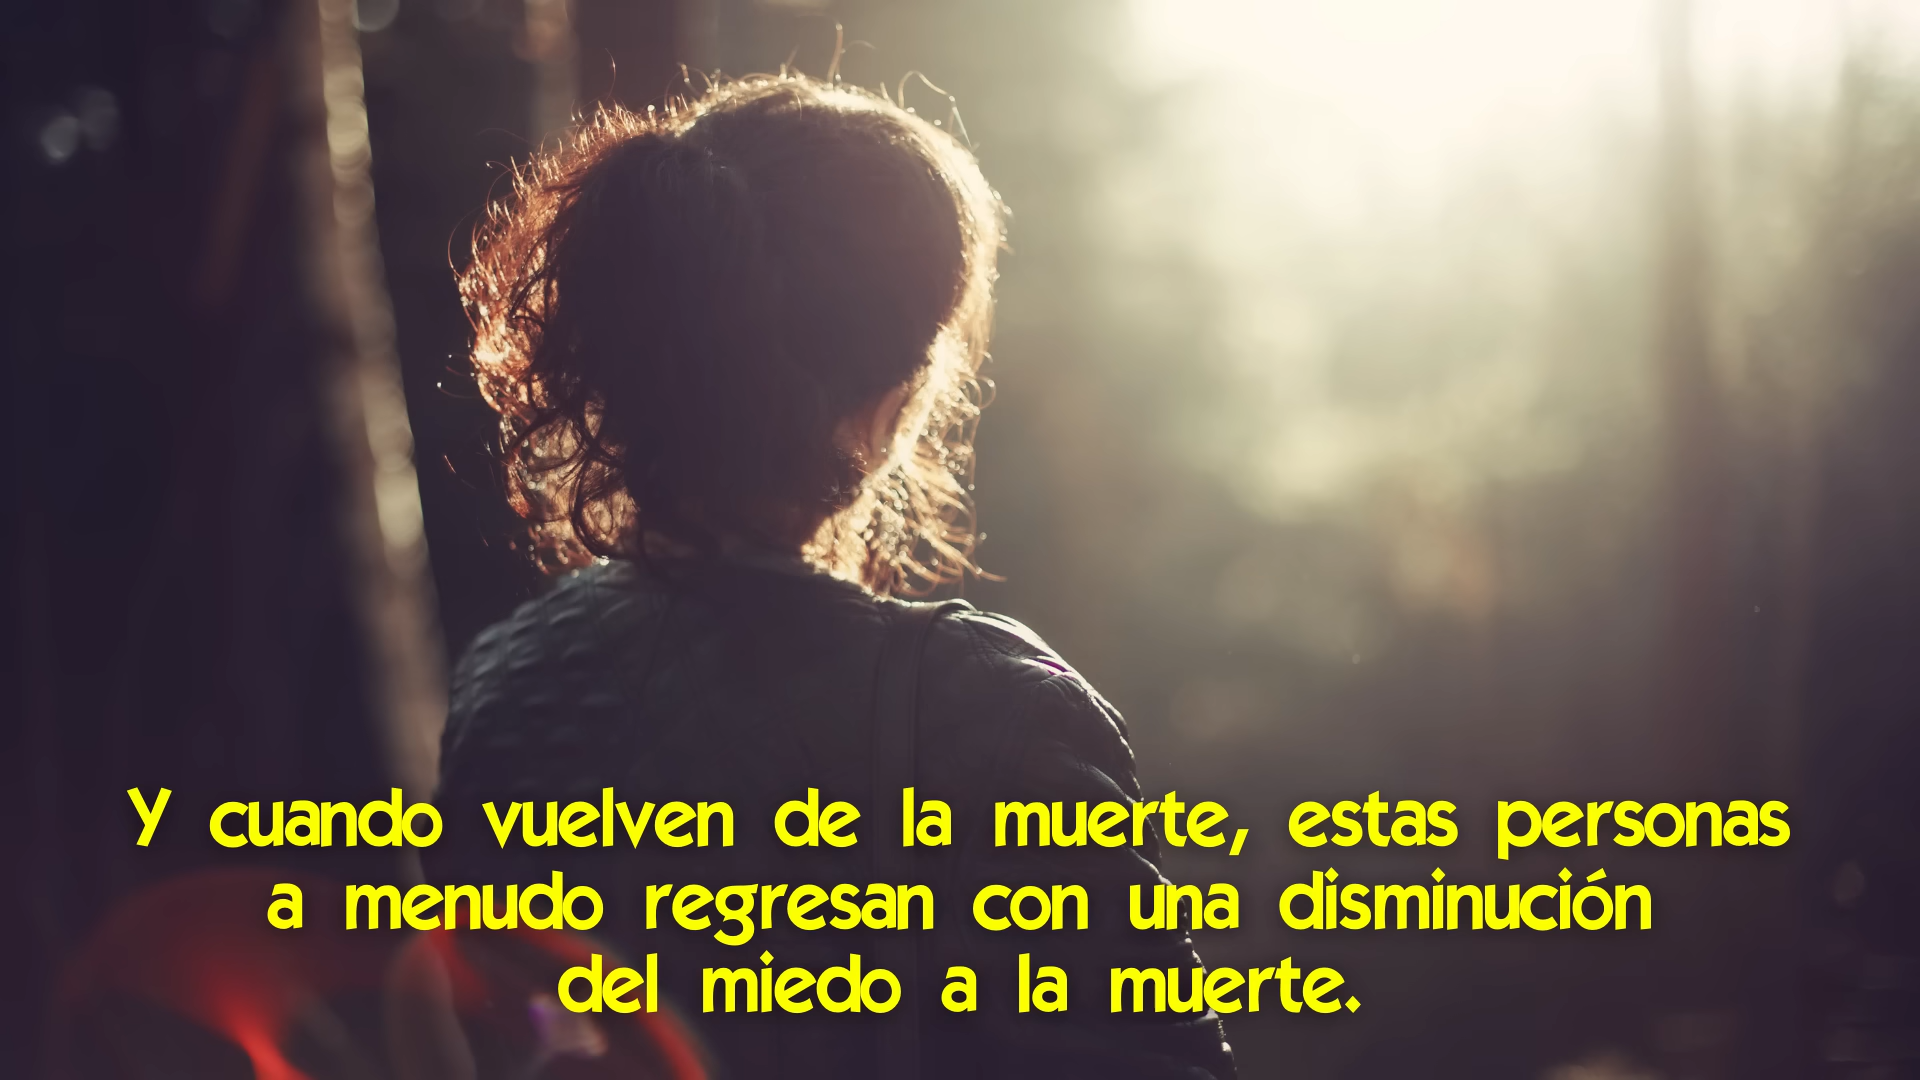 Y cuando vuelven de la muerte, estas personas
a menudo regresan con una disminución
del miedo a la muerte.